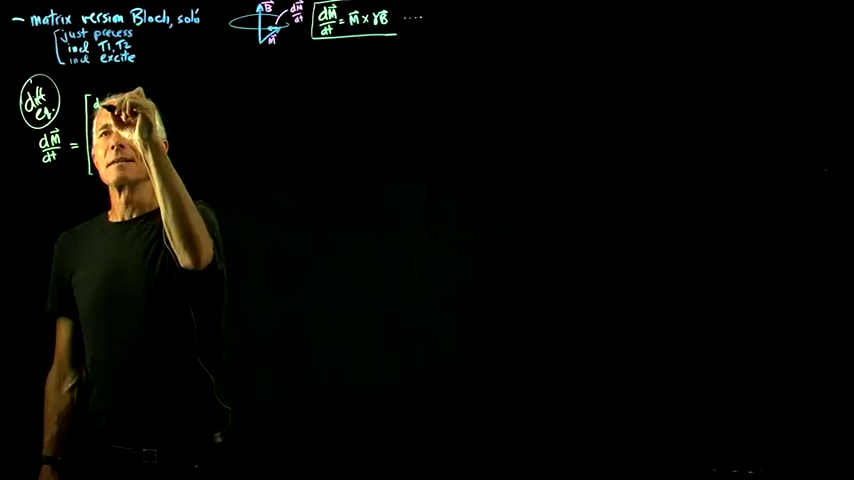 - matrix version Bloch, solⁿ
just precess
incl T1, T2
incl excite
B⃗
dM⃗/dt
M⃗
dM⃗/dt = M⃗ × γB⃗ ....
diff eq.
dM⃗/dt = [ d